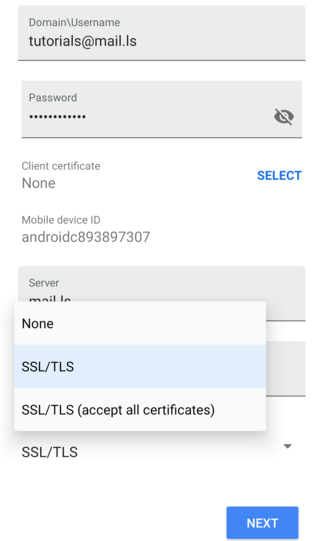 Domain\Username
tutorials@mail.ls
Password
••••••••••••
Client certificate
None
SELECT
Mobile device ID
androidc893897307
Server
mail.ls
None
SSL/TLS
SSL/TLS (accept all certificates)
SSL/TLS
NEXT